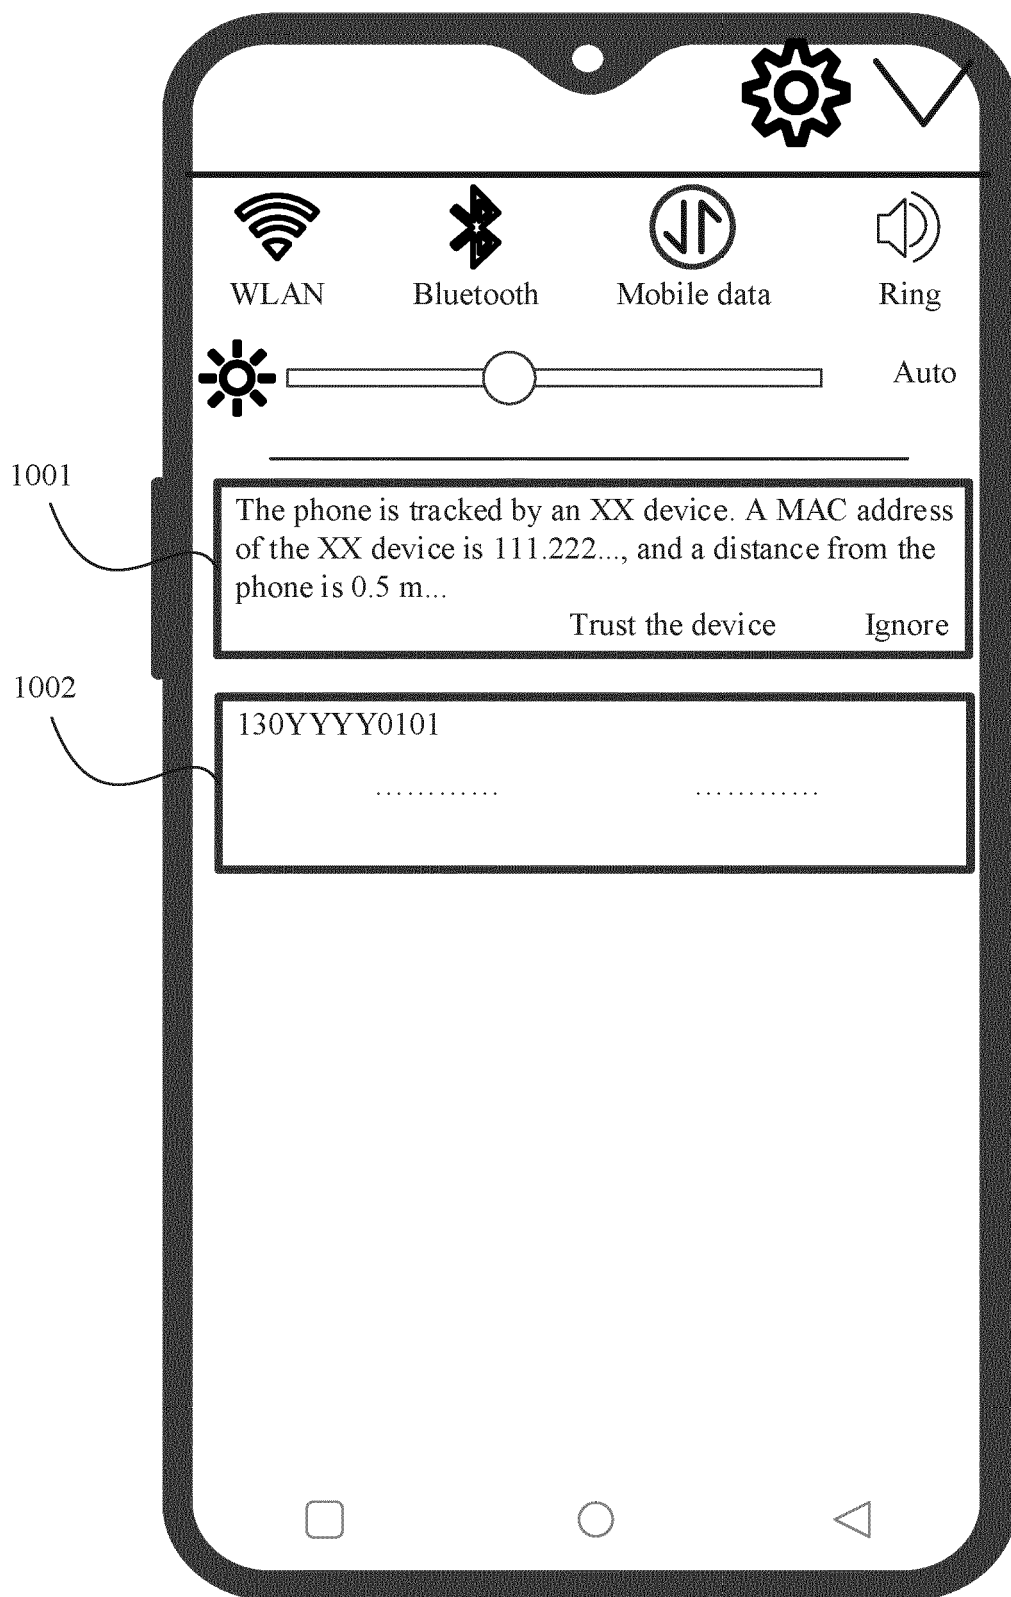 WLAN Bluetooth Mobile data Ring
Auto
1001
The phone is tracked by an XX device. A MAC address
of the XX device is 111.222..., and a distance from the
phone is 0.5 m...
Trust the device Ignore
1002
130YYYY0101
............ ............